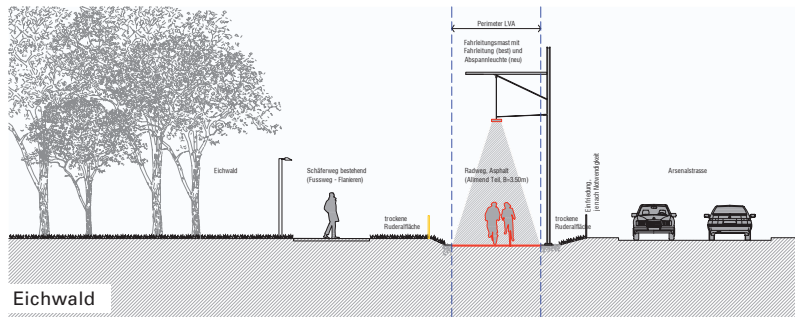 Perimeter LVA
Fahrleitungsmast mit
Fahrleitung (best) und
Abspannleuchte (neu)
Eichwald
Schäferweg bestehend
(Fussweg - Flanieren)
Radweg, Asphalt
(Allmend Teil, B=3.50m)
Einfriedung,
je nach Notwendigkeit
Arsenalstrasse
trockene
Ruderalfläche
trockene
Ruderalfläche
Eichwald